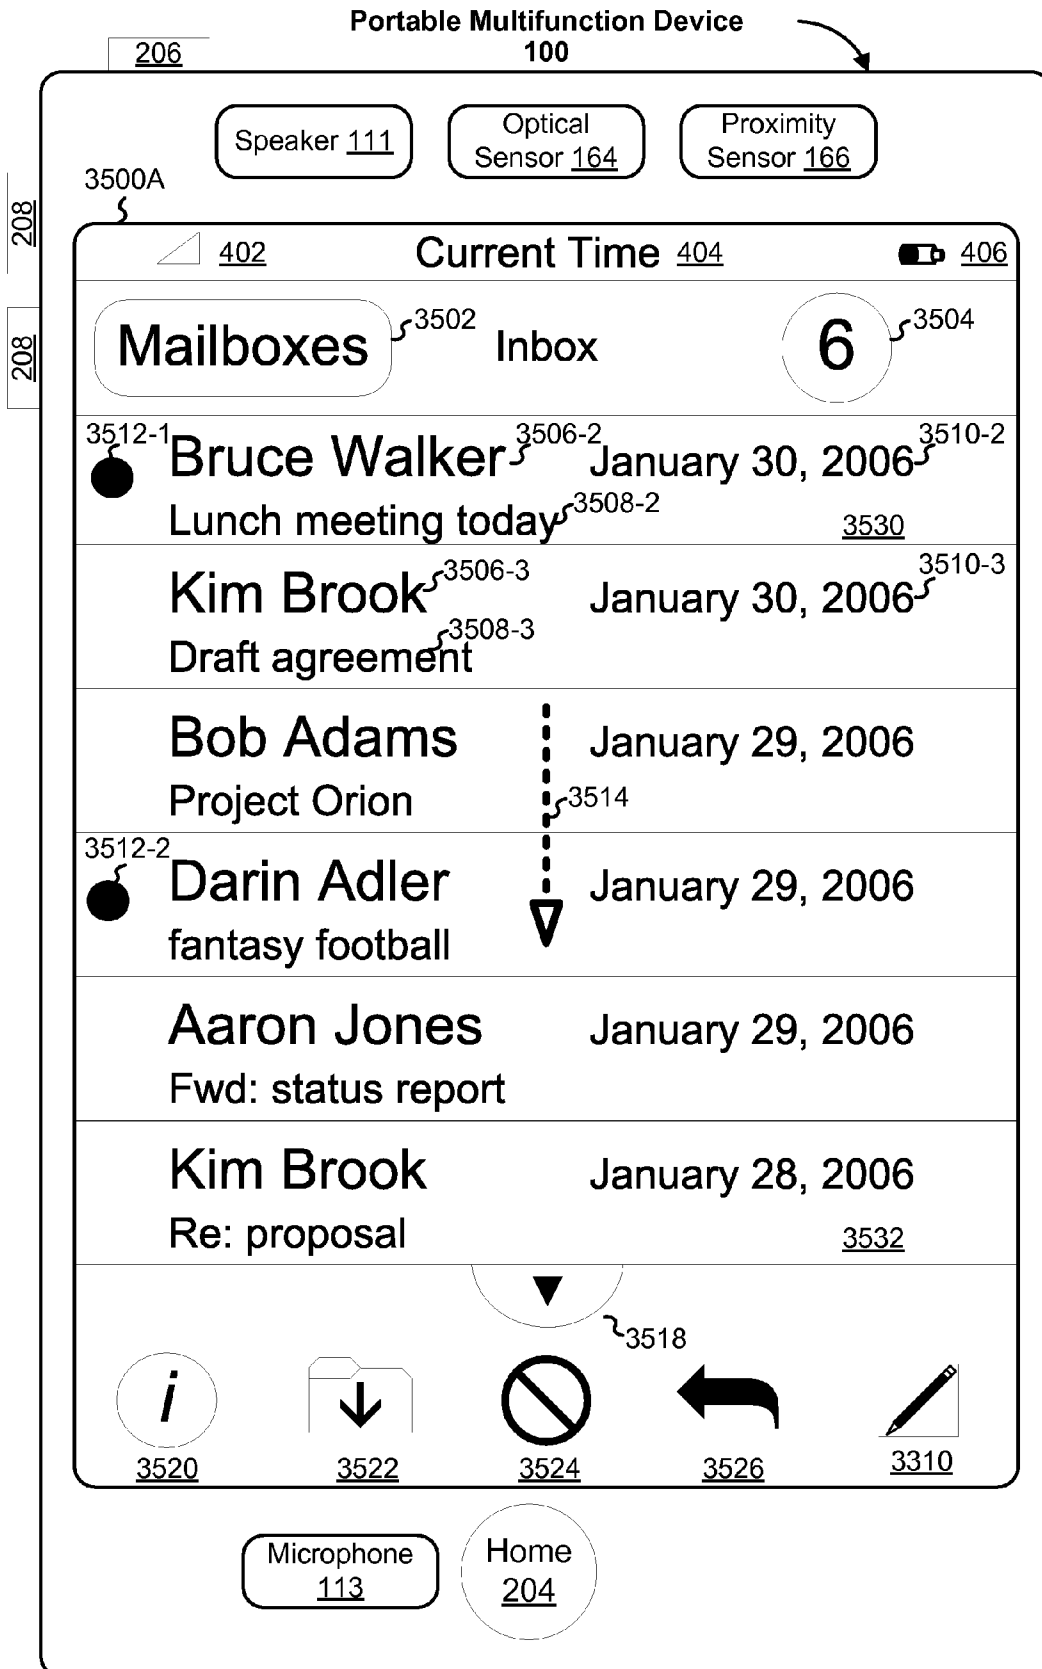 Portable Multifunction Device
100
206
Speaker 111
Optical
Sensor 164
Proximity
Sensor 166
3500A
208
208
402
Current Time 404
406
Mailboxes
3502
Inbox
6
3504
3512-1
Bruce Walker
3506-2
January 30, 2006
3510-2
Lunch meeting today
3508-2
3530
Kim Brook
3506-3
January 30, 2006
3510-3
Draft agreement
3508-3
Bob Adams
January 29, 2006
Project Orion
3514
3512-2
Darin Adler
January 29, 2006
fantasy football
Aaron Jones
January 29, 2006
Fwd: status report
Kim Brook
January 28, 2006
Re: proposal
3532
3518
i
3520
3522
3524
3526
3310
Microphone
113
Home
204